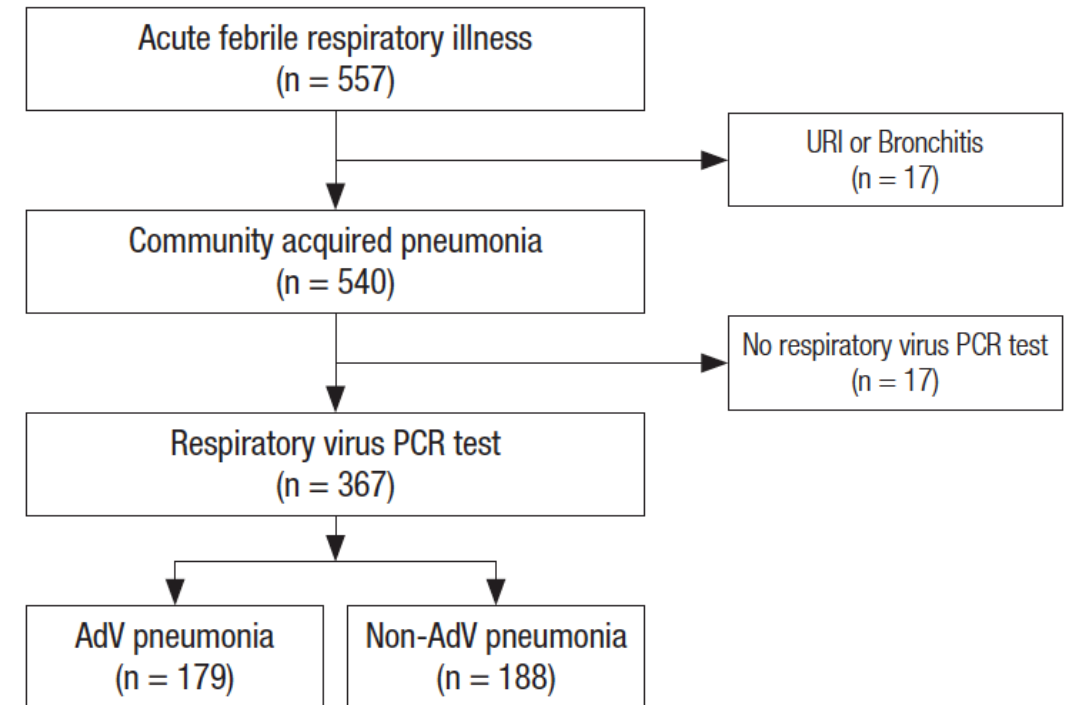 Acute febrile respiratory illness
(n = 557)
URI or Bronchitis
(n = 17)
Community acquired pneumonia
(n = 540)
No respiratory virus PCR test
(n = 17)
Respiratory virus PCR test
(n = 367)
AdV pneumonia
(n = 179)
Non-AdV pneumonia
(n = 188)